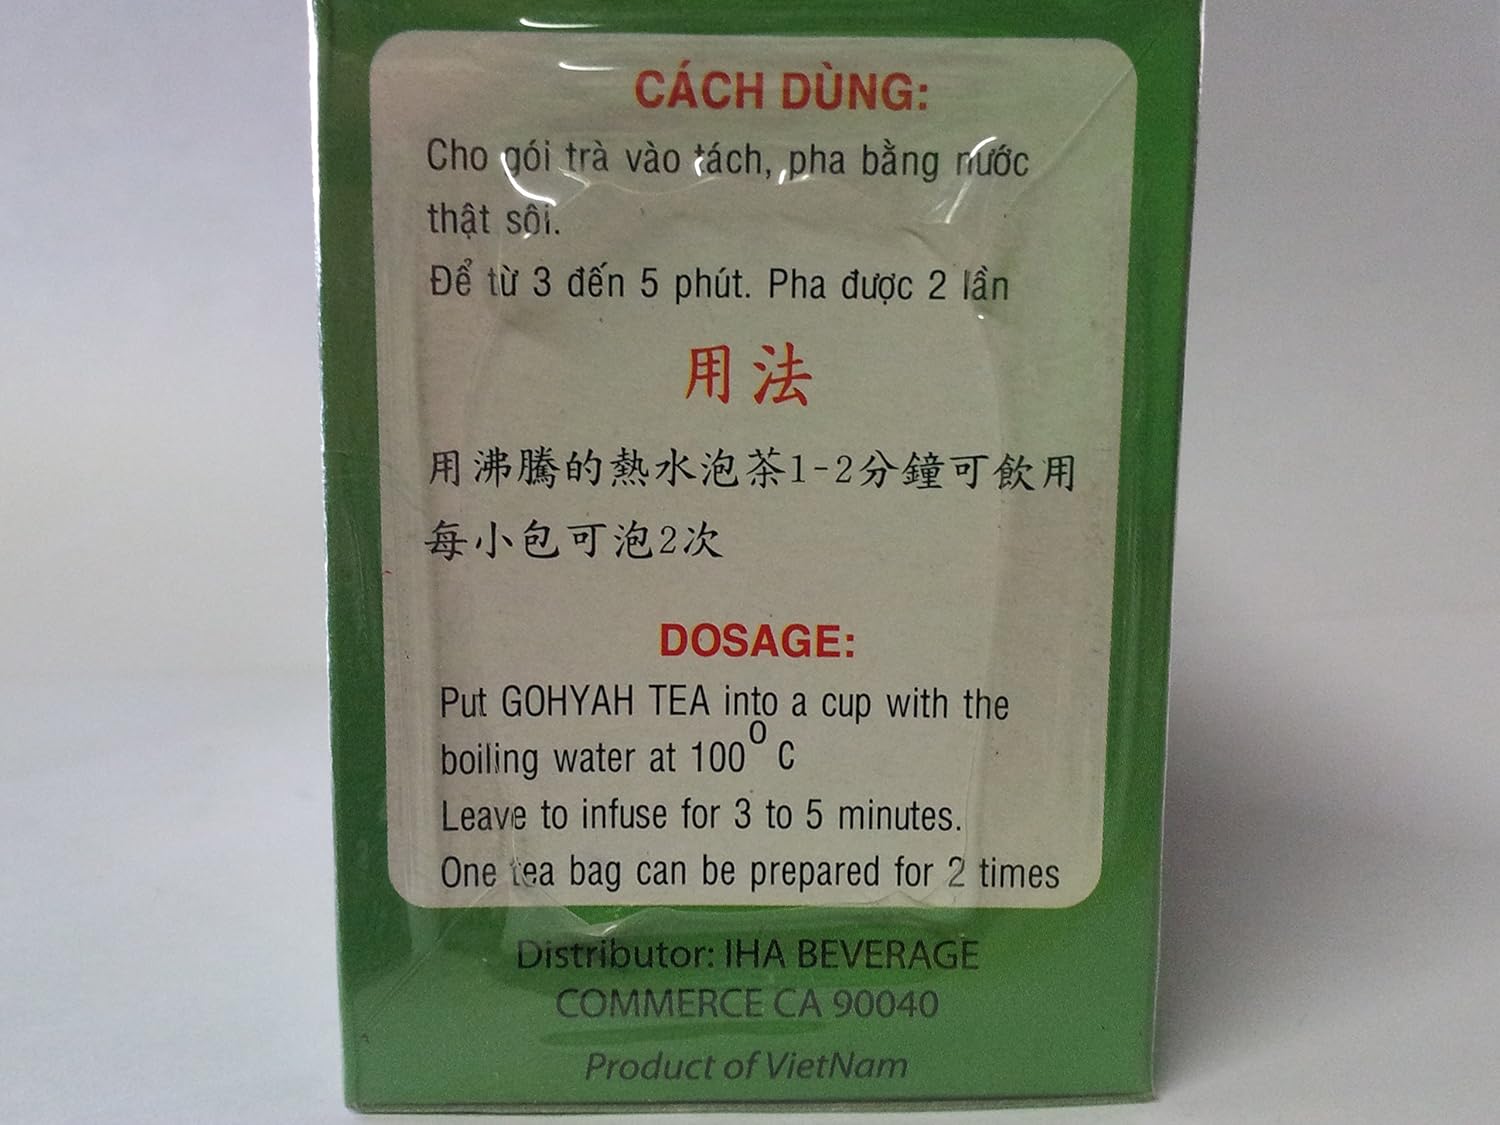 CÁCH DÙNG:
Cho gói trà vào tách, pha bằng nước
thật sôi.
Để từ 3 đến 5 phút. Pha được 2 lần
用法
用沸騰的熱水泡茶1-2分鐘可飲用
每小包可泡2次
DOSAGE:
Put GOHYAH TEA into a cup with the
boiling water at 100⁰ C
Leave to infuse for 3 to 5 minutes.
One tea bag can be prepared for 2 times
Distributor: IHA BEVERAGE
COMMERCE CA 90040
Product of VietNam